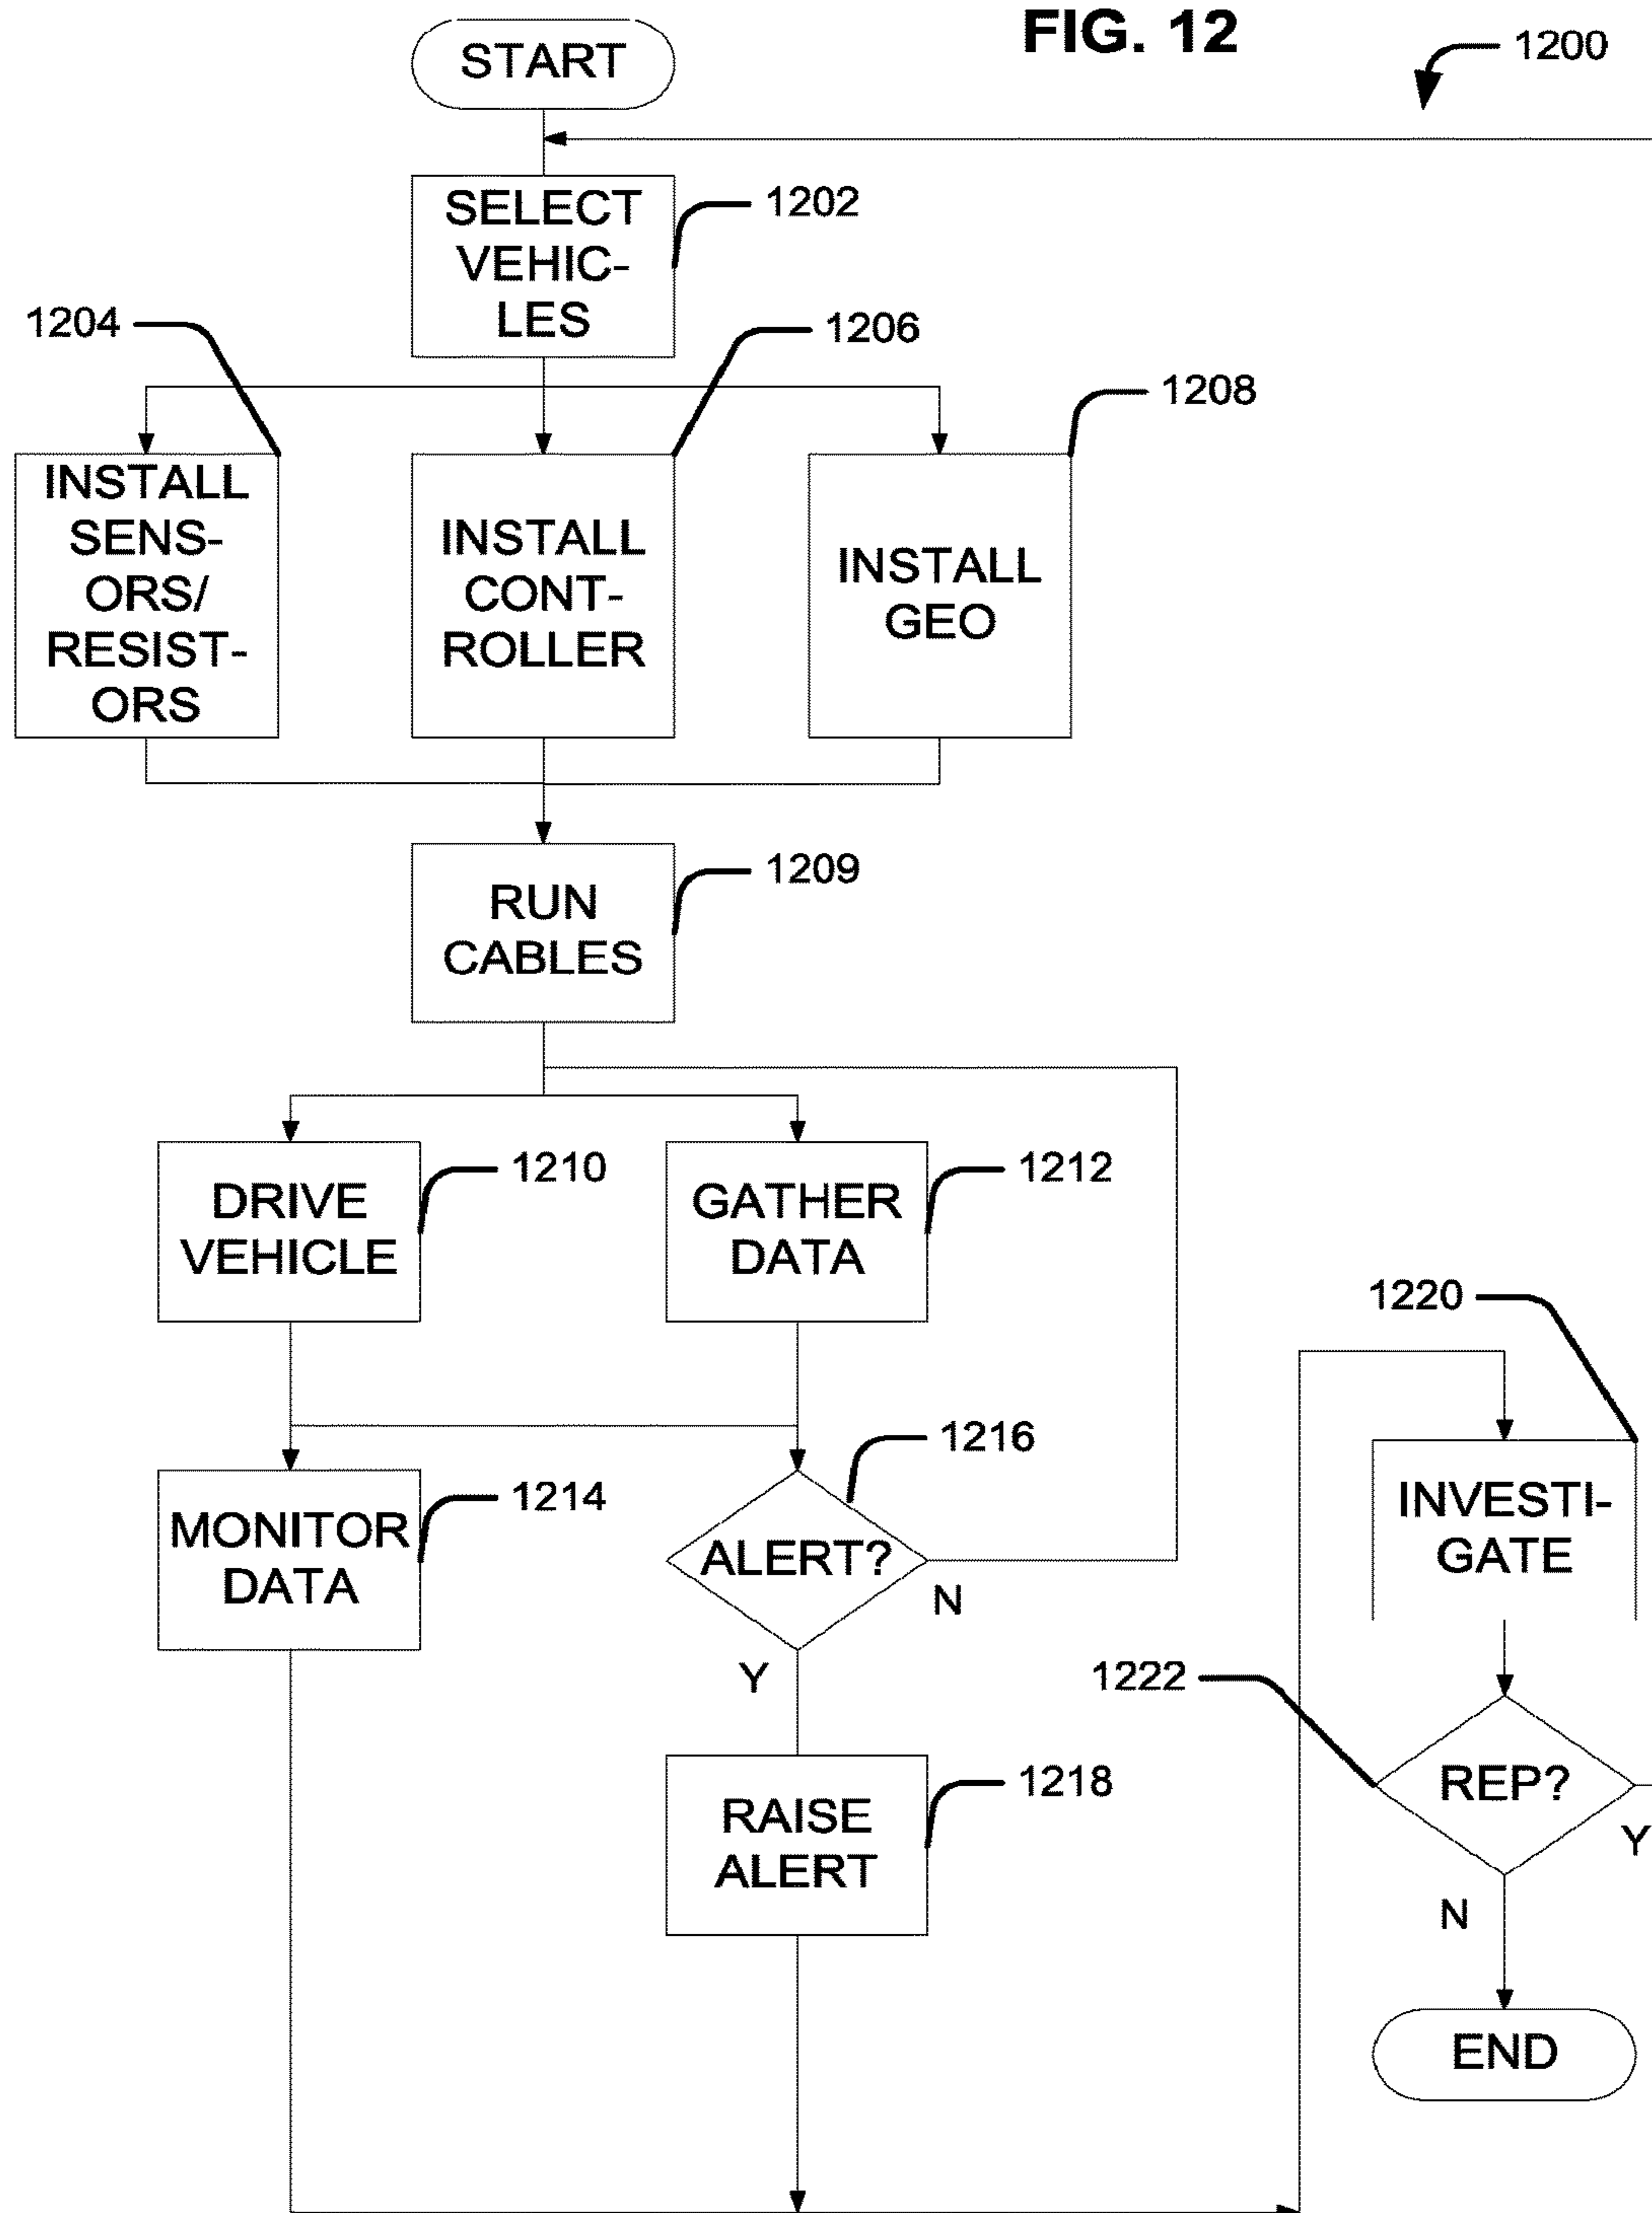 FIG. 12
1200
START
SELECT
VEHIC-
LES
1202
1204
1206
1208
INSTALL
SENS-
ORS/
RESIST-
ORS
INSTALL
CONT-
ROLLER
INSTALL
GEO
RUN
CABLES
1209
DRIVE
VEHICLE
1210
GATHER
DATA
1212
MONITOR
DATA
1214
ALERT?
1216
N
Y
RAISE
ALERT
1218
1220
INVESTI-
GATE
1222
REP?
Y
N
END